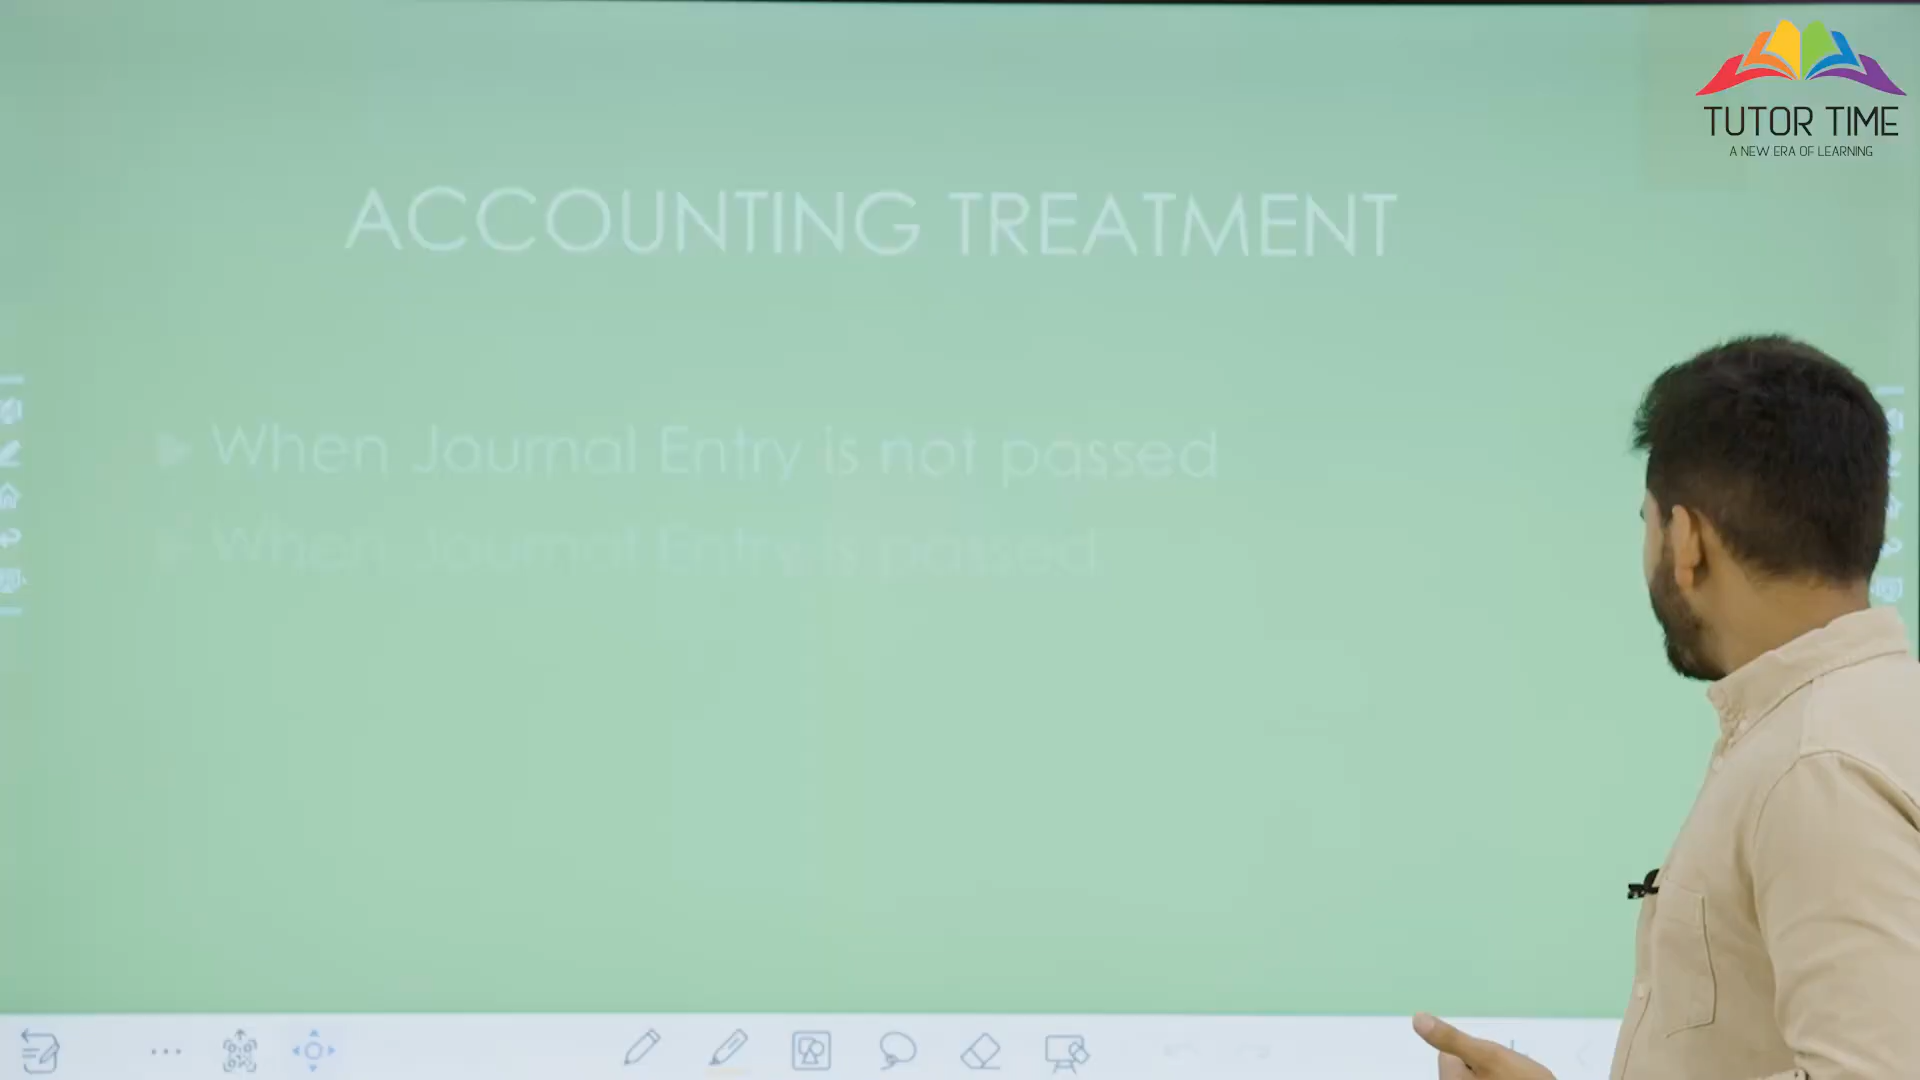 TUTOR TIME
A NEW ERA OF LEARNING
ACCOUNTING TREATMENT
When Journal Entry is not passed
When Journal Entry is passed